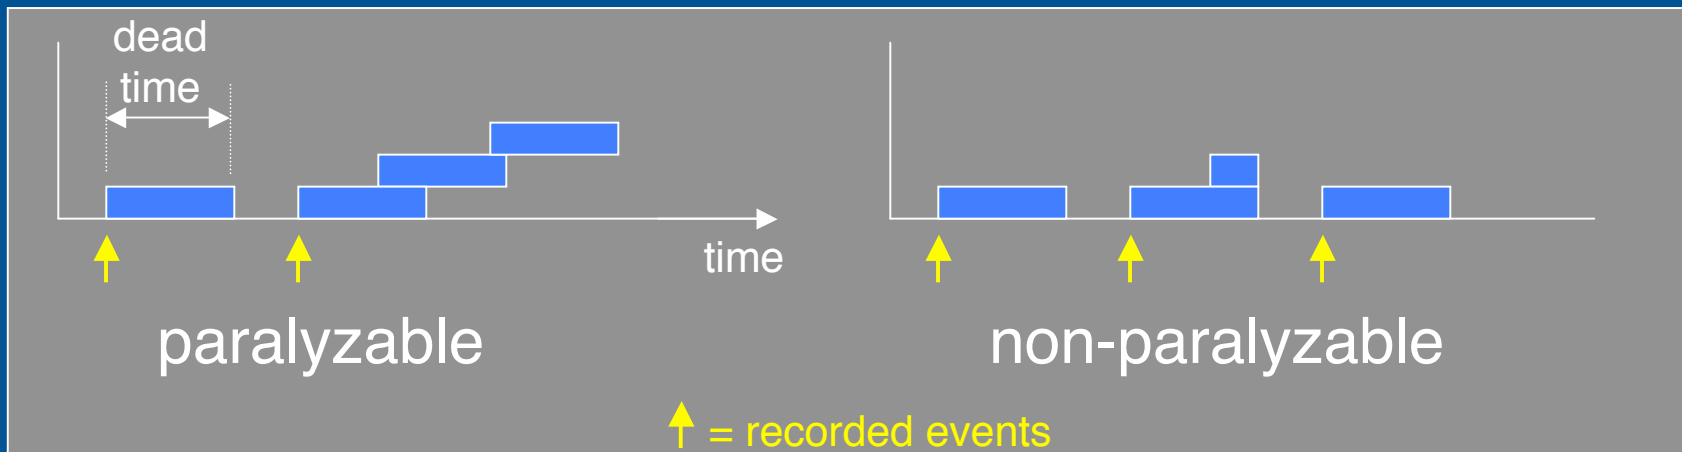 dead
time
time
paralyzable
non-paralyzable
= recorded events